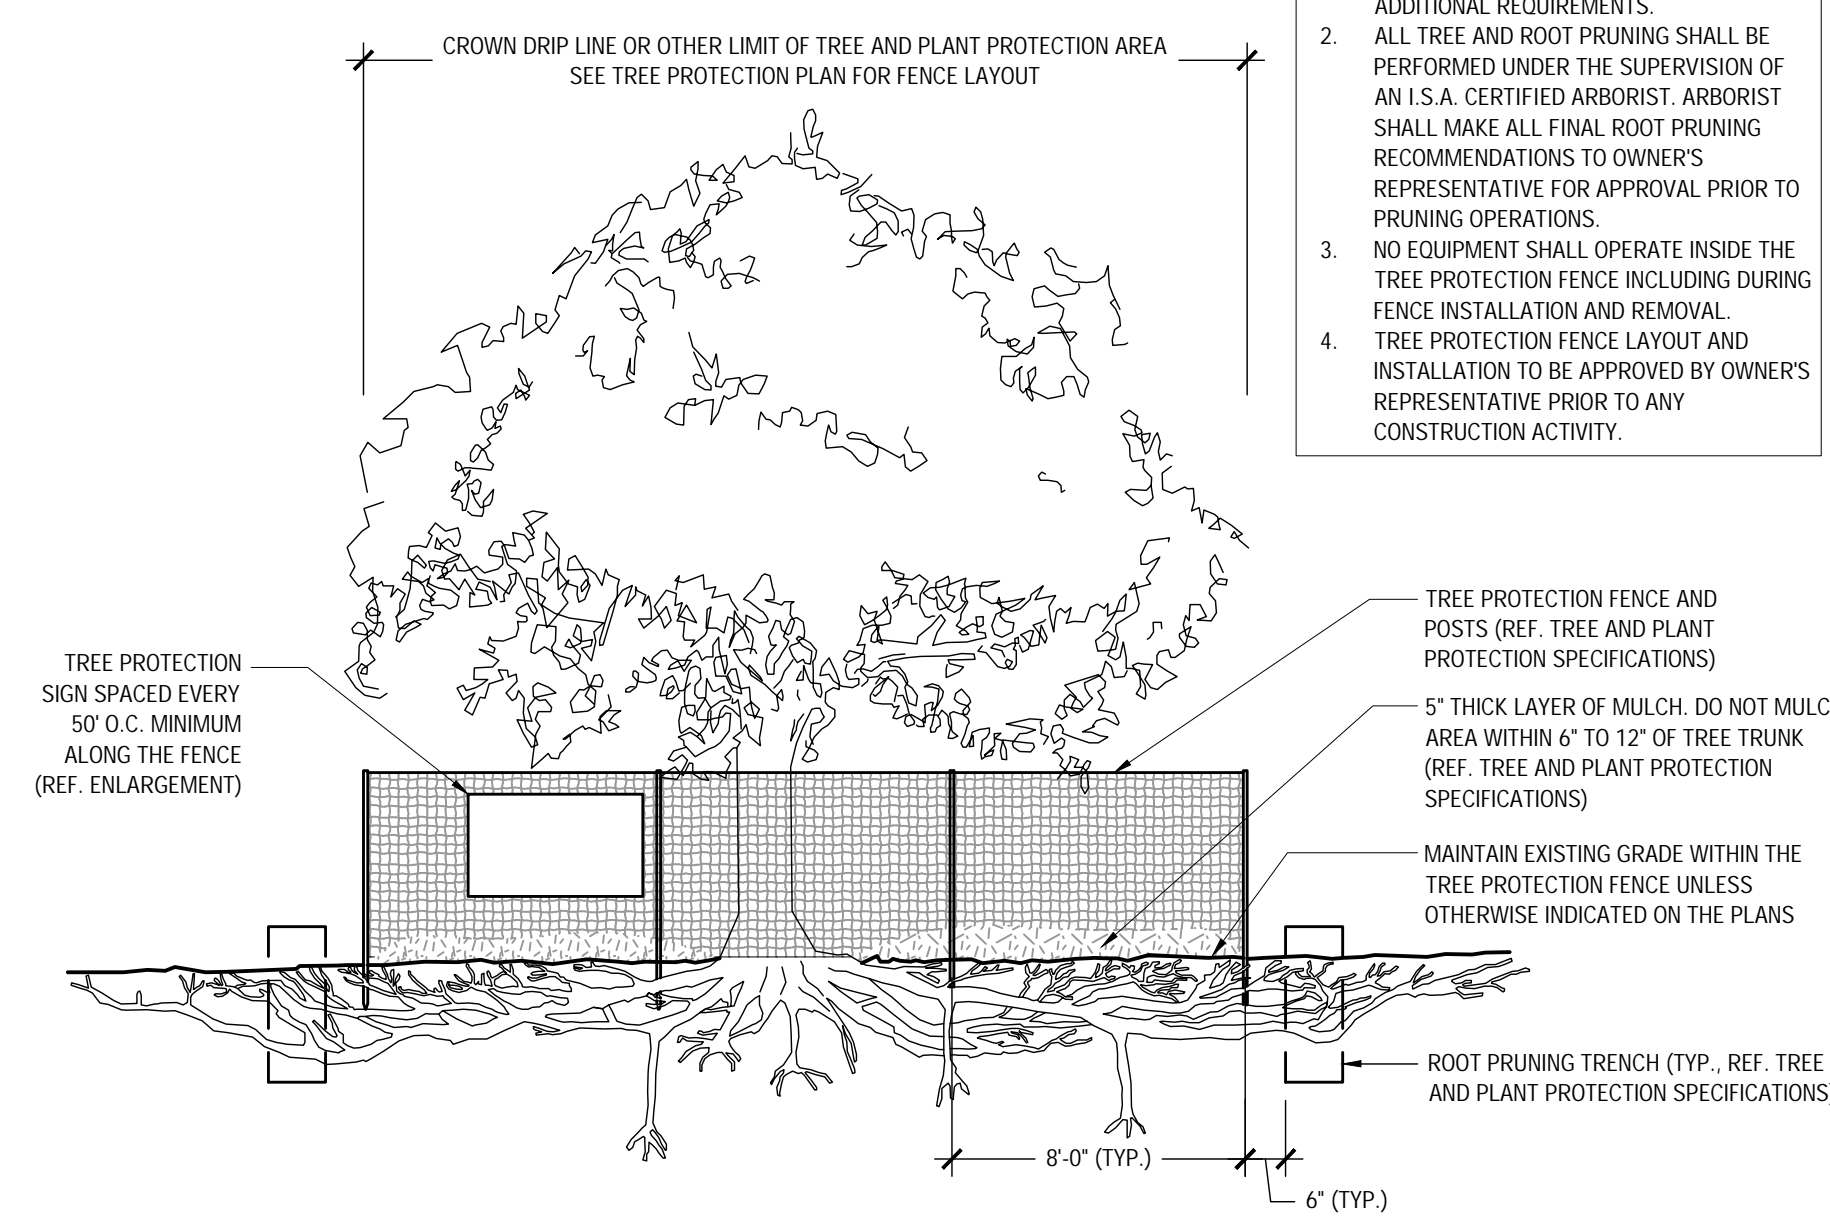 ADDITIONAL REQUIREMENTS.
2. ALL TREE AND ROOT PRUNING SHALL BE
PERFORMED UNDER THE SUPERVISION OF
AN I.S.A. CERTIFIED ARBORIST. ARBORIST
SHALL MAKE ALL FINAL ROOT PRUNING
RECOMMENDATIONS TO OWNER'S
REPRESENTATIVE FOR APPROVAL PRIOR TO
PRUNING OPERATIONS.
3. NO EQUIPMENT SHALL OPERATE INSIDE THE
TREE PROTECTION FENCE INCLUDING DURING
FENCE INSTALLATION AND REMOVAL.
4. TREE PROTECTION FENCE LAYOUT AND
INSTALLATION TO BE APPROVED BY OWNER'S
REPRESENTATIVE PRIOR TO ANY
CONSTRUCTION ACTIVITY.
CROWN DRIP LINE OR OTHER LIMIT OF TREE AND PLANT PROTECTION AREA
SEE TREE PROTECTION PLAN FOR FENCE LAYOUT
TREE PROTECTION
SIGN SPACED EVERY
50' O.C. MINIMUM
ALONG THE FENCE
(REF. ENLARGEMENT)
TREE PROTECTION FENCE AND
POSTS (REF. TREE AND PLANT
PROTECTION SPECIFICATIONS)
5" THICK LAYER OF MULCH. DO NOT MULC
AREA WITHIN 6" TO 12" OF TREE TRUNK
(REF. TREE AND PLANT PROTECTION
SPECIFICATIONS)
MAINTAIN EXISTING GRADE WITHIN THE
TREE PROTECTION FENCE UNLESS
OTHERWISE INDICATED ON THE PLANS
ROOT PRUNING TRENCH (TYP., REF. TREE
AND PLANT PROTECTION SPECIFICATIONS)
8'-0" (TYP.)
6" (TYP.)